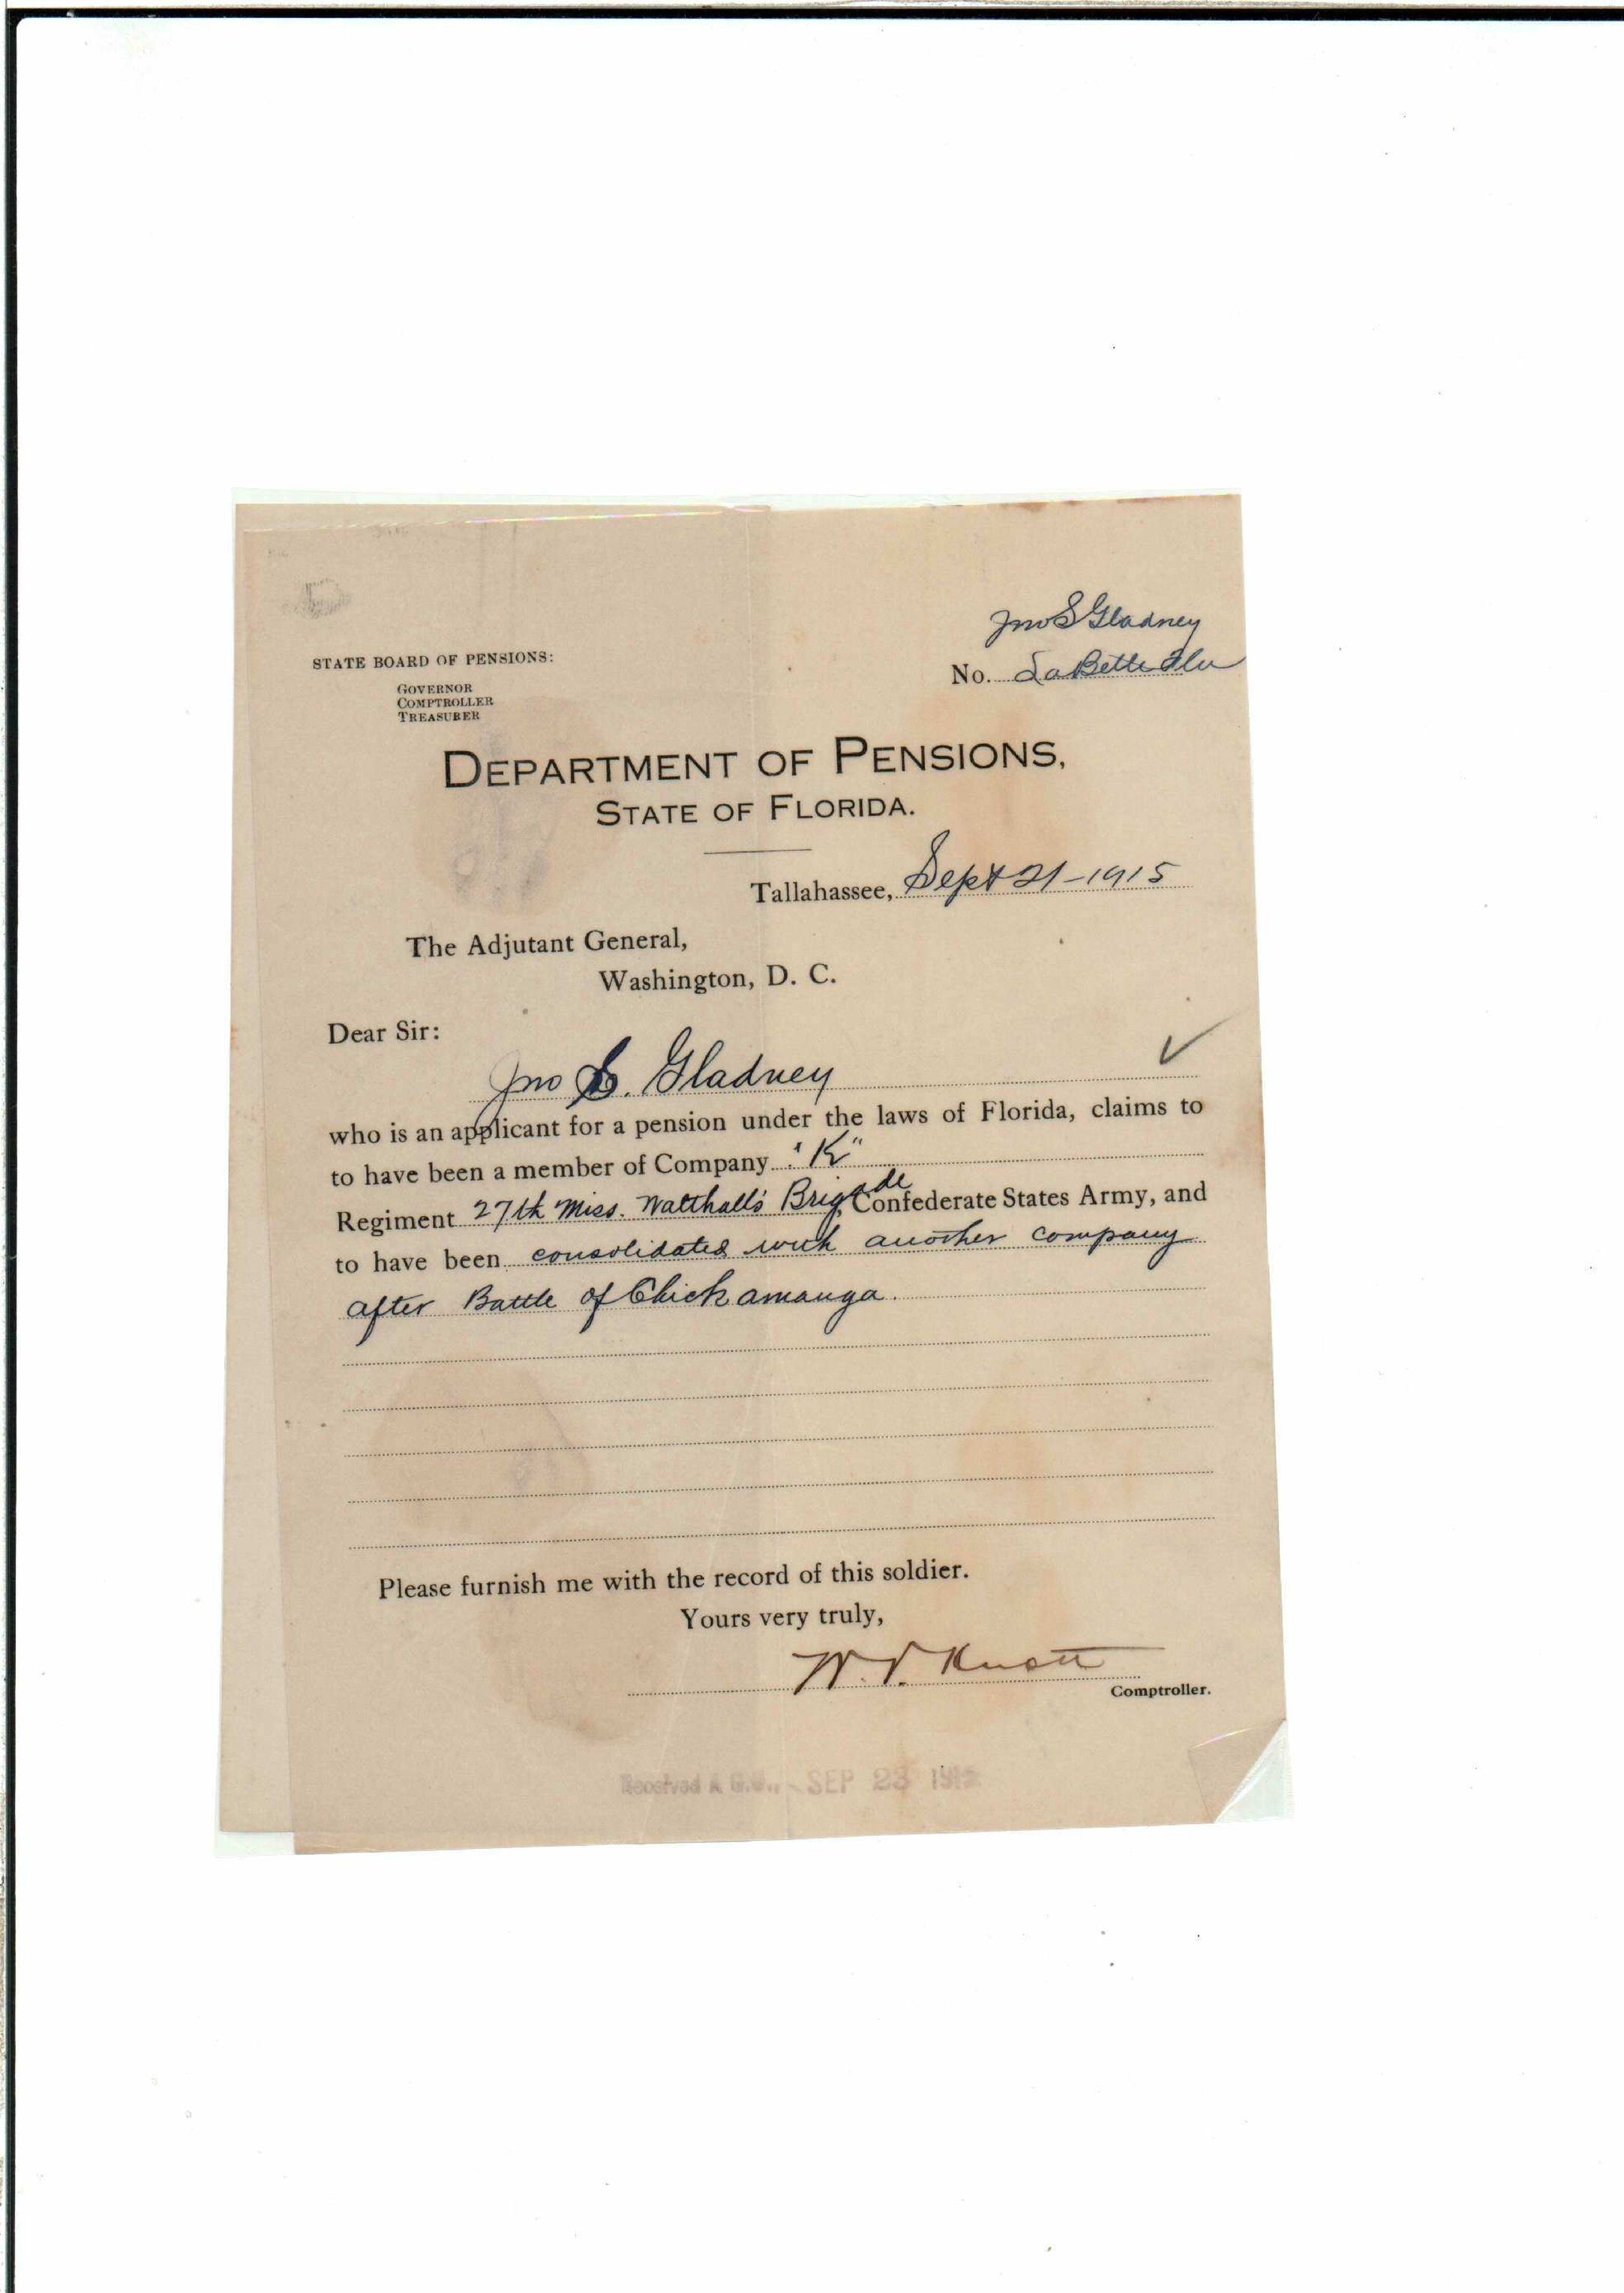 Jno S Gladney
STATE BOARD OF PENSIONS:
No. La Belle Fla
GOVERNOR
COMPTROLLER
TREASURER
DEPARTMENT OF PENSIONS,
STATE OF FLORIDA.
Tallahassee, Sept 21-1915
The Adjutant General,
Washington, D. C.
Dear Sir:
Jno S. Gladney
who is an applicant for a pension under the laws of Florida, claims to
to have been a member of Company "K"
Regiment 27th Miss. Walthall's Brigade Confederate States Army, and
to have been consolidated with another company
after Battle of Chickamauga.
Please furnish me with the record of this soldier.
Yours very truly,
W. V. Knott
Comptroller.
Received A.G.O., SEP 23